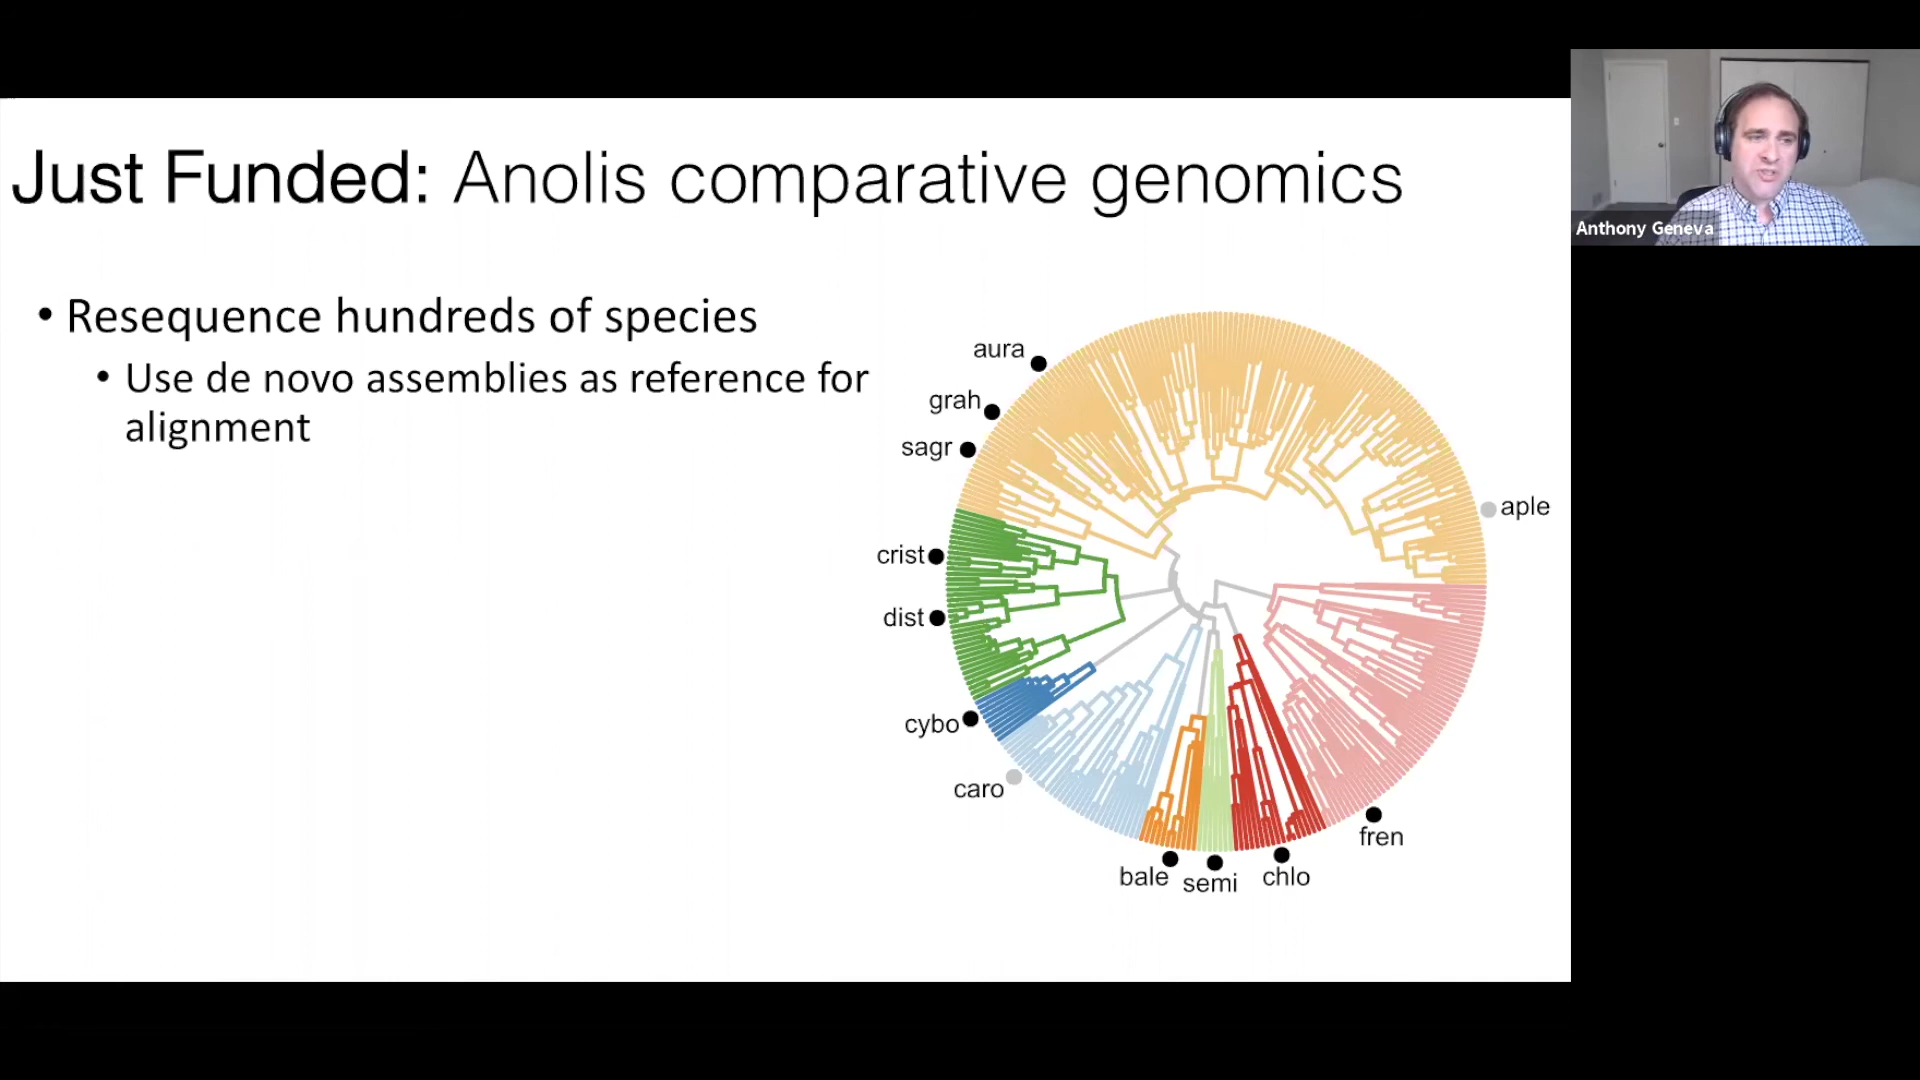 Just Funded: Anolis comparative genomics
Anthony Geneva
• Resequence hundreds of species
• Use de novo assemblies as reference for
alignment
aura
grah
sagr
aple
crist
dist
cybo
caro
fren
bale
semi
chlo